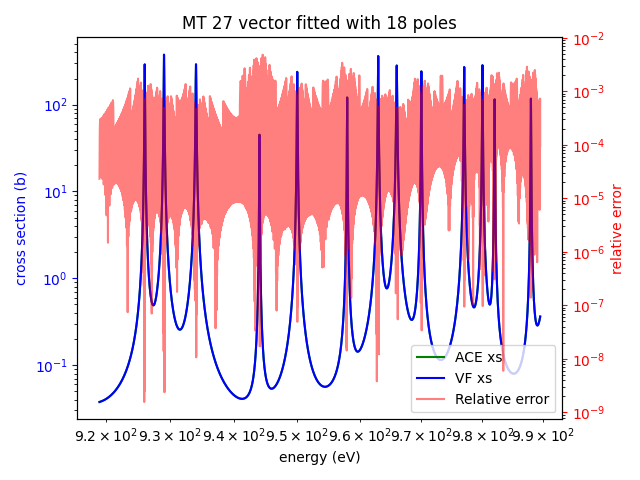 MT 27 vector fitted with 18 poles
10²
10¹
10⁰
10⁻¹
cross section (b)
10⁻²
10⁻³
10⁻⁴
10⁻⁵
10⁻⁶
10⁻⁷
10⁻⁸
10⁻⁹
relative error
ACE xs
VF xs
Relative error
9.2 × 10² 9.3 × 10² 9.4 × 10² 9.5 × 10² 9.6 × 10² 9.7 × 10² 9.8 × 10² 9.9 × 10²
energy (eV)